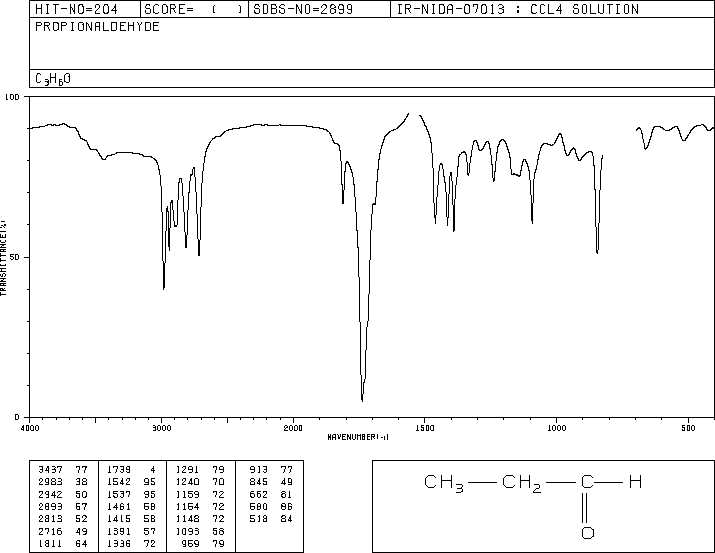 HIT-NO=204 SCORE= ( ) SDBS-NO=2899 IR-NIDA-07013 : CCL4 SOLUTION
PROPIONALDEHYDE
C3H6O
100
50
0
TRANSMITTANCE(%)
4000 3000 2000 1500 1000 500
WAVENUMBER(-1)
3437 77 1739 4 1291 79 913 77
2983 38 1542 95 1240 70 845 49
2942 50 1537 95 1159 72 662 81
2893 57 1461 58 1154 72 580 86
2813 52 1415 58 1148 72 518 84
2716 49 1391 57 1093 58
1811 64 1336 72 959 79
CH3 CH2 C H
O